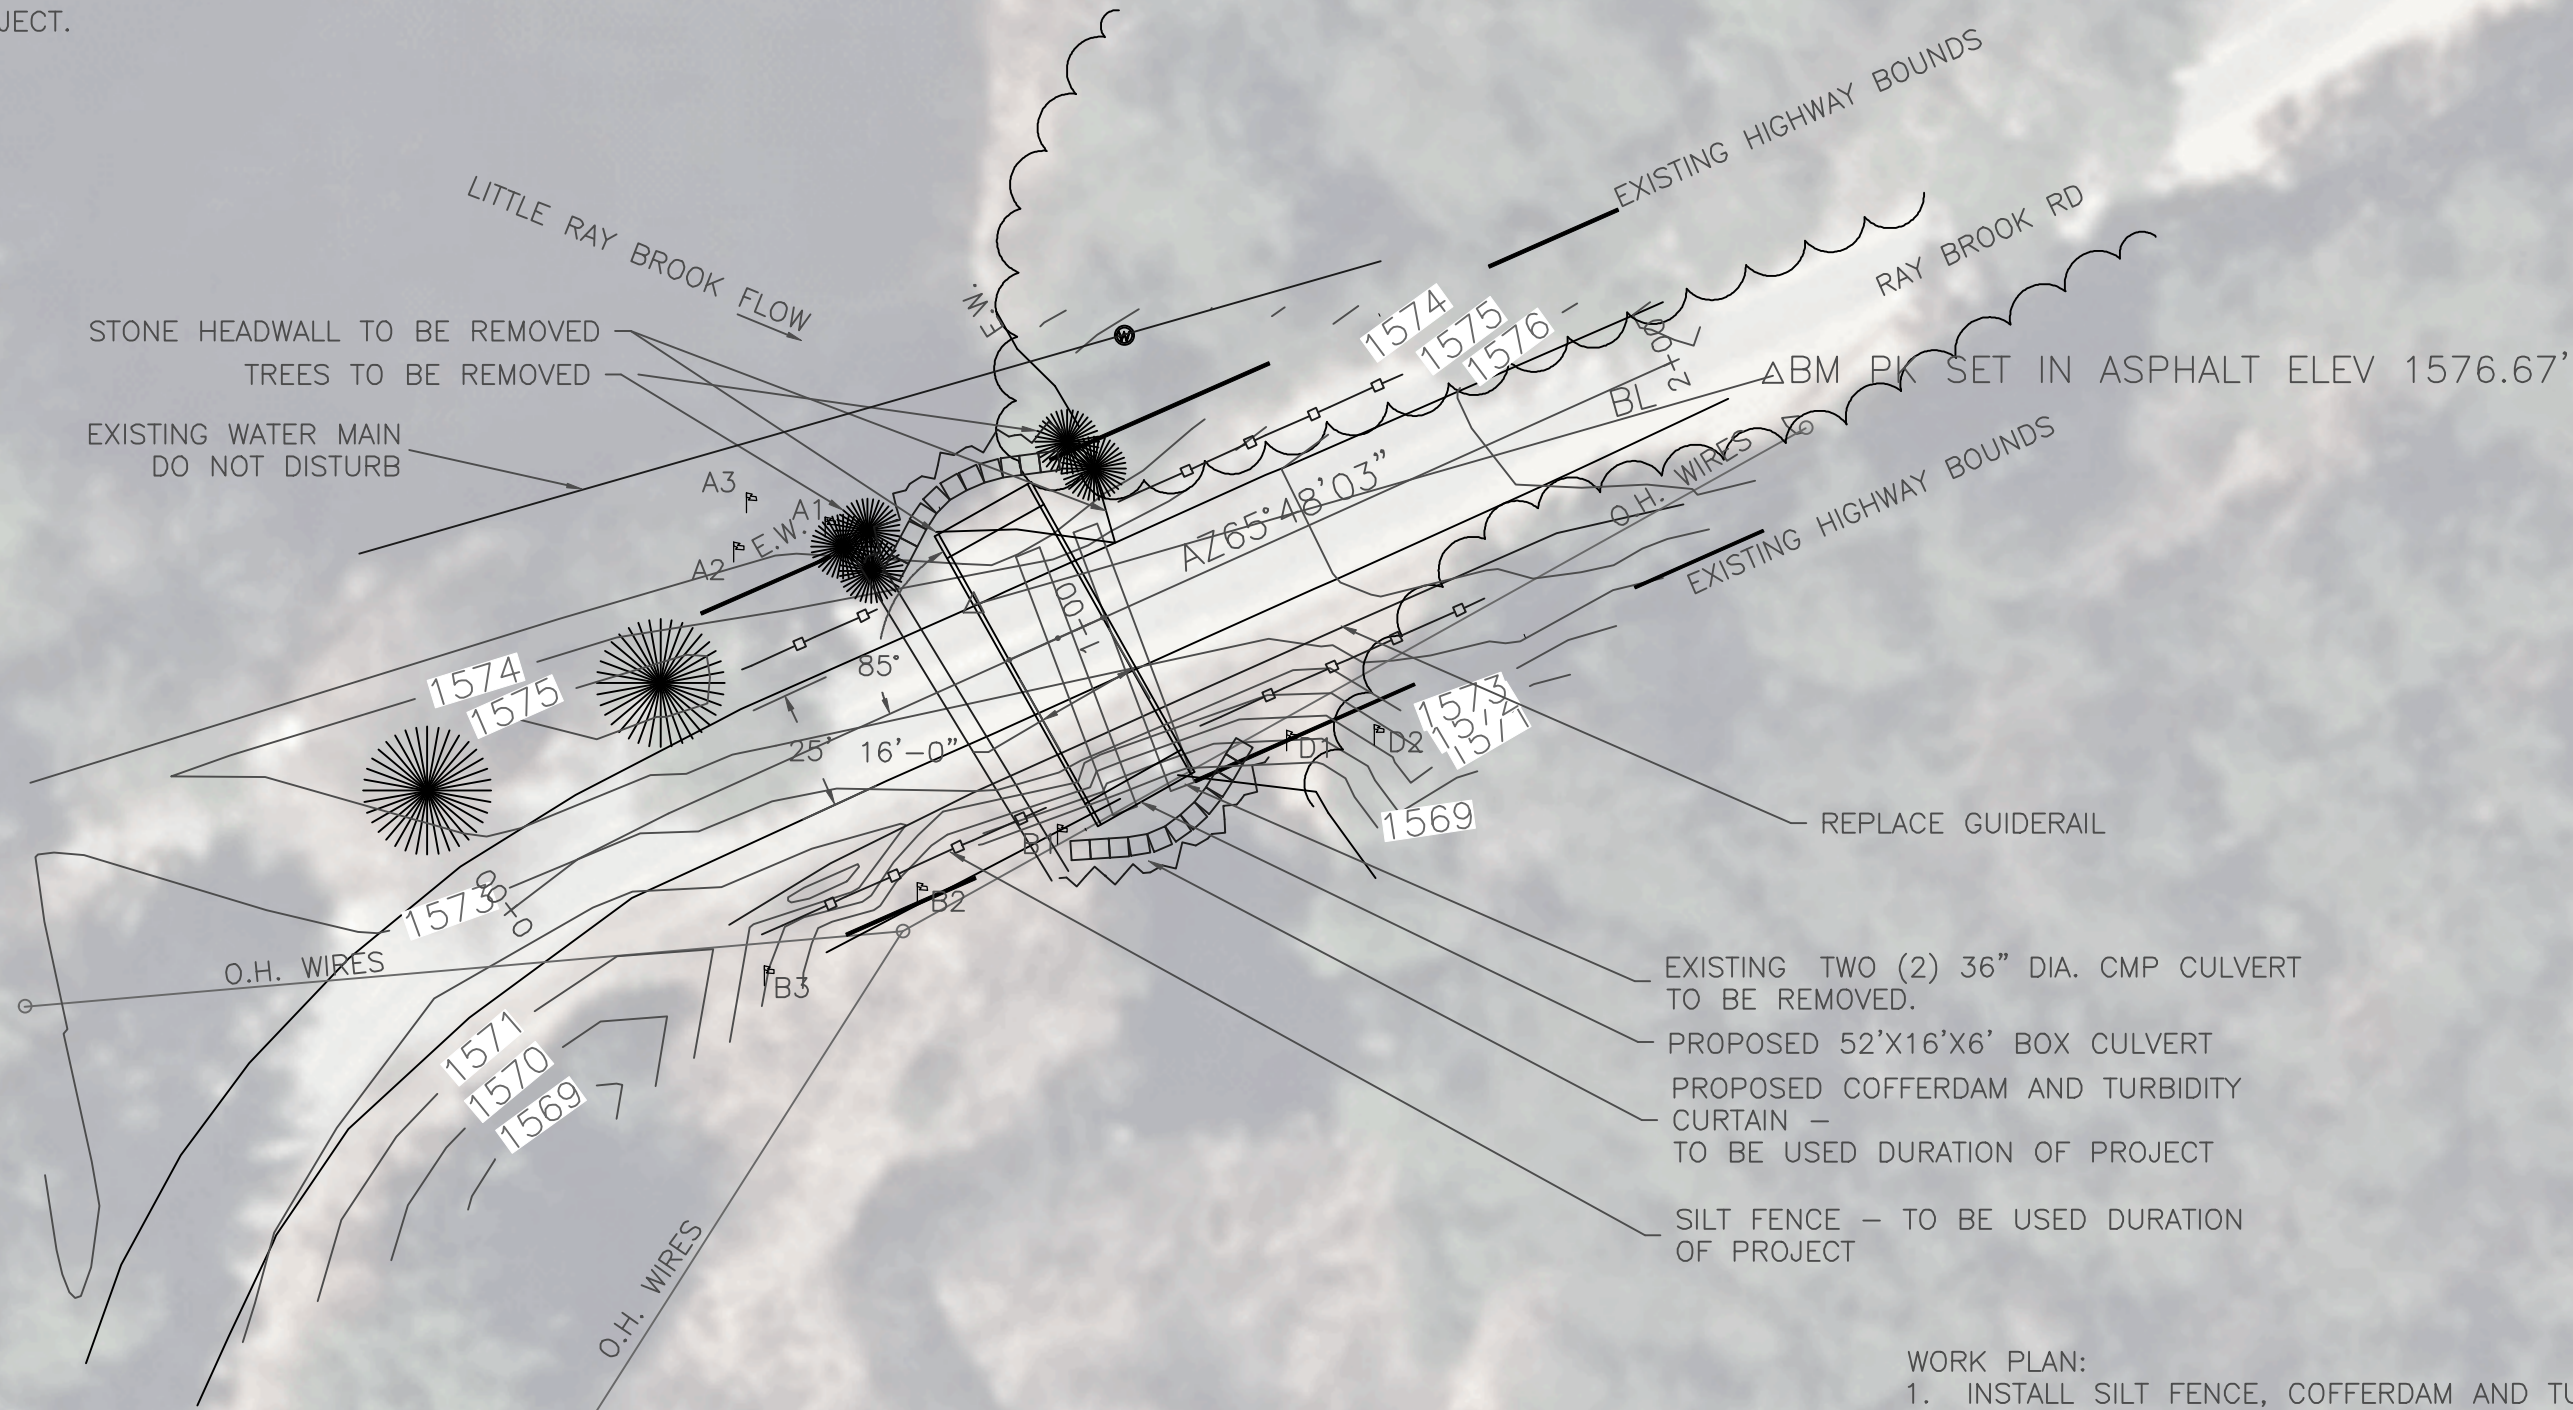 JECT.
EXISTING HIGHWAY BOUNDS
LITTLE RAY BROOK FLOW
RAY BROOK RD
STONE HEADWALL TO BE REMOVED
TREES TO BE REMOVED
EXISTING WATER MAIN
DO NOT DISTURB
E.W.
W
1574
1575
1576
2+00
BL
BM PK SET IN ASPHALT ELEV 1576.67'
A3
A1
E.W.
A2
AZ65°48'03"
O.H. WIRES
EXISTING HIGHWAY BOUNDS
1+00
85°
25'
16'-0"
1574
1575
1573
1572
1571
D1
D2
1569
REPLACE GUIDERAIL
B1
B2
B3
1573
0+00
O.H. WIRES
1571
1570
1569
O.H. WIRES
EXISTING TWO (2) 36" DIA. CMP CULVERT
TO BE REMOVED.
PROPOSED 52'X16'X6' BOX CULVERT
PROPOSED COFFERDAM AND TURBIDITY
CURTAIN –
TO BE USED DURATION OF PROJECT
SILT FENCE – TO BE USED DURATION
OF PROJECT
WORK PLAN:
1. INSTALL SILT FENCE, COFFERDAM AND TU